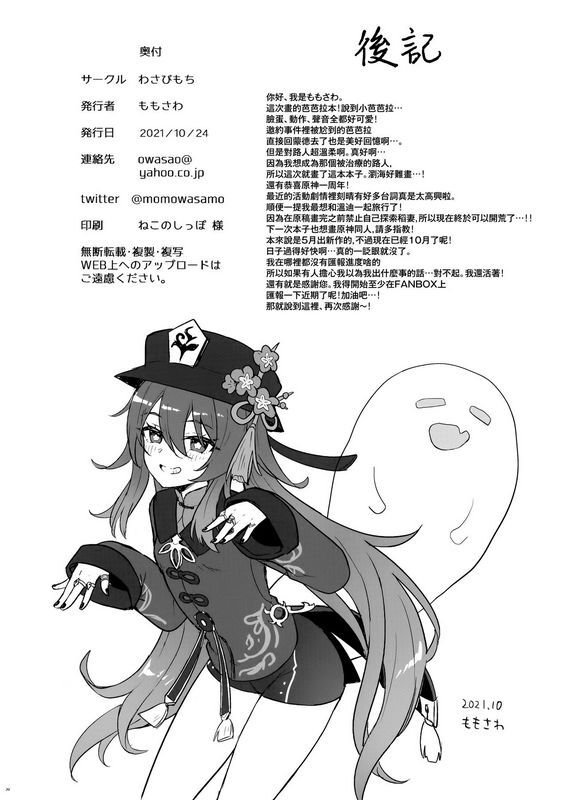 後記
奥付
サークル わさびもち
発行者 ももさわ
発行日 2021/10/24
連絡先 owasao@
yahoo.co.jp
twitter @momowasamo
印刷 ねこのしっぽ 様
無断転載・複製・複写
WEB上へのアップロードは
ご遠慮ください。
你好、我是ももさわ。
這次畫的芭芭拉本!說到小芭芭拉…
臉蛋、動作、聲音全都好可愛!
邀約事件裡被尬到的芭芭拉
直接回蒙德去了也是美好回憶啊…。
但是對路人超溫柔啊。真好啊…
因為我想成為那個被治療的路人,
所以這次就畫了這本本子。瀏海好難畫…!
還有恭喜原神一周年!
最近的活動劇情裡刻晴有好多台詞真是太高興啦。
順便一提我最想和溫迪一起旅行了!
因為在原稿畫完之前禁止自己探索稻妻,所以現在終於可以開荒了…!!
下一次本子也想畫原神同人,請多指教!
本來說是5月出新作的,不過現在已經10月了呢!
日子過得好快啊…真的一眨眼就沒了。
我在哪裡都沒有匯報進度啥的
所以如果有人擔心我以為我出什麼事的話…對不起。我還活著!
還有就是感謝您。我得開始至少在FANBOX上
匯報一下近期了呢!加油吧…!
那就說到這裡、再次感謝~!
2021.10
ももさわ